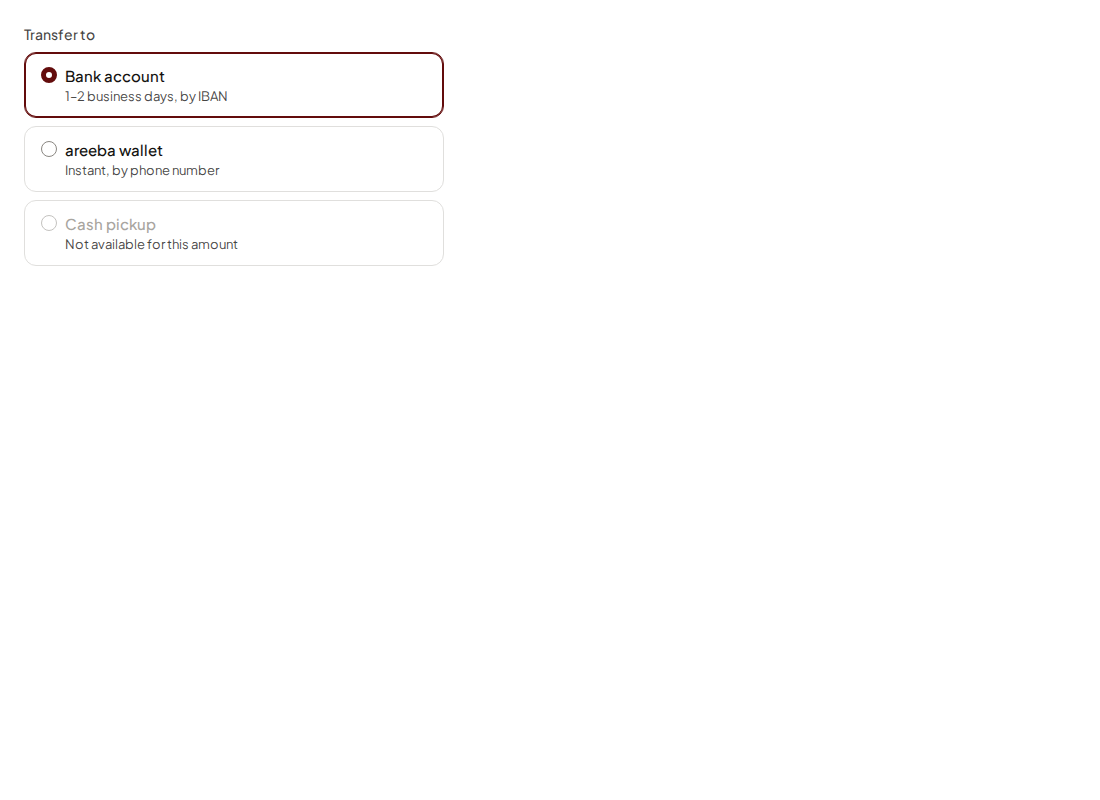 Transfer to
Bank account
1–2 business days, by IBAN
areeba wallet
Instant, by phone number
Cash pickup
Not available for this amount